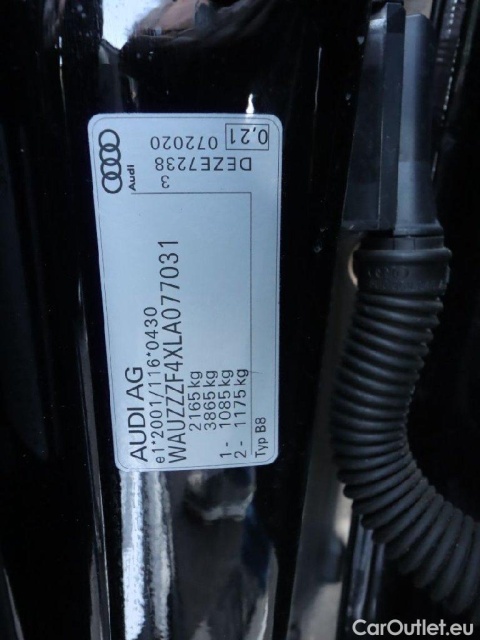 AUDI AG
e1*2001/116*0430
WAUZZZF4XLA077031
2165 kg
3865 kg
1- 1085 kg
2- 1175 kg
Typ B8
Audi
3
DEZE7238
072020
0,21
CarOutlet.eu